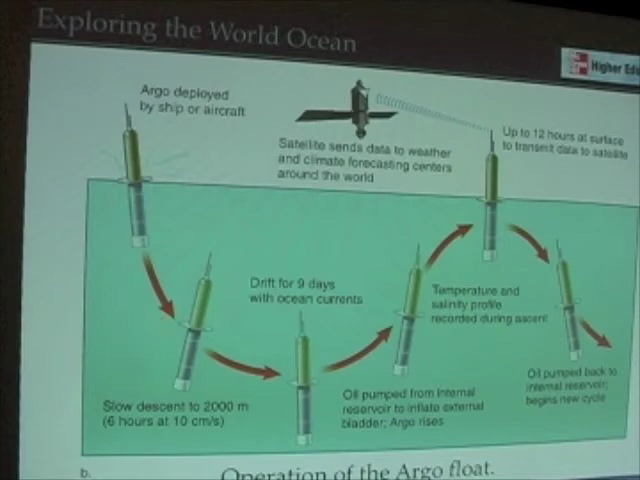 Exploring the World Ocean
Higher Edu
Argo deployed
by ship or aircraft
Satellite sends data to weather
and climate forecasting centers
around the world
Up to 12 hours at surface
to transmit data to satellite
Drift for 9 days
with ocean currents
Temperature and
salinity profile
recorded during ascent
Slow descent to 2000 m
(6 hours at 10 cm/s)
Oil pumped from internal
reservoir to inflate external
bladder; Argo rises
Oil pumped back to
internal reservoir;
begins new cycle
b.
Operation of the Argo float.